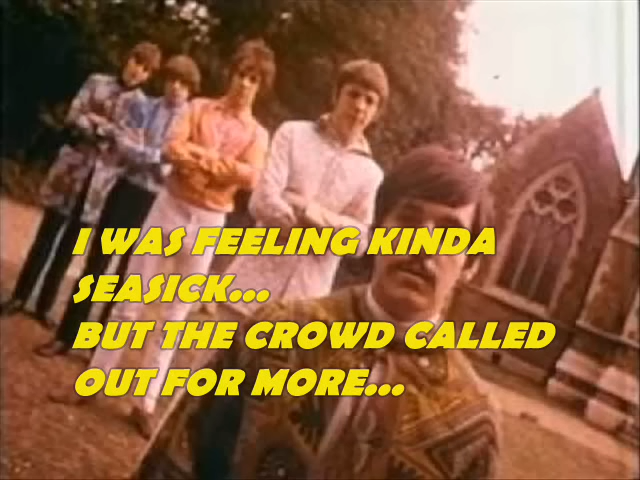 I WAS FEELING KINDA
SEASICK...
BUT THE CROWD CALLED
OUT FOR MORE...